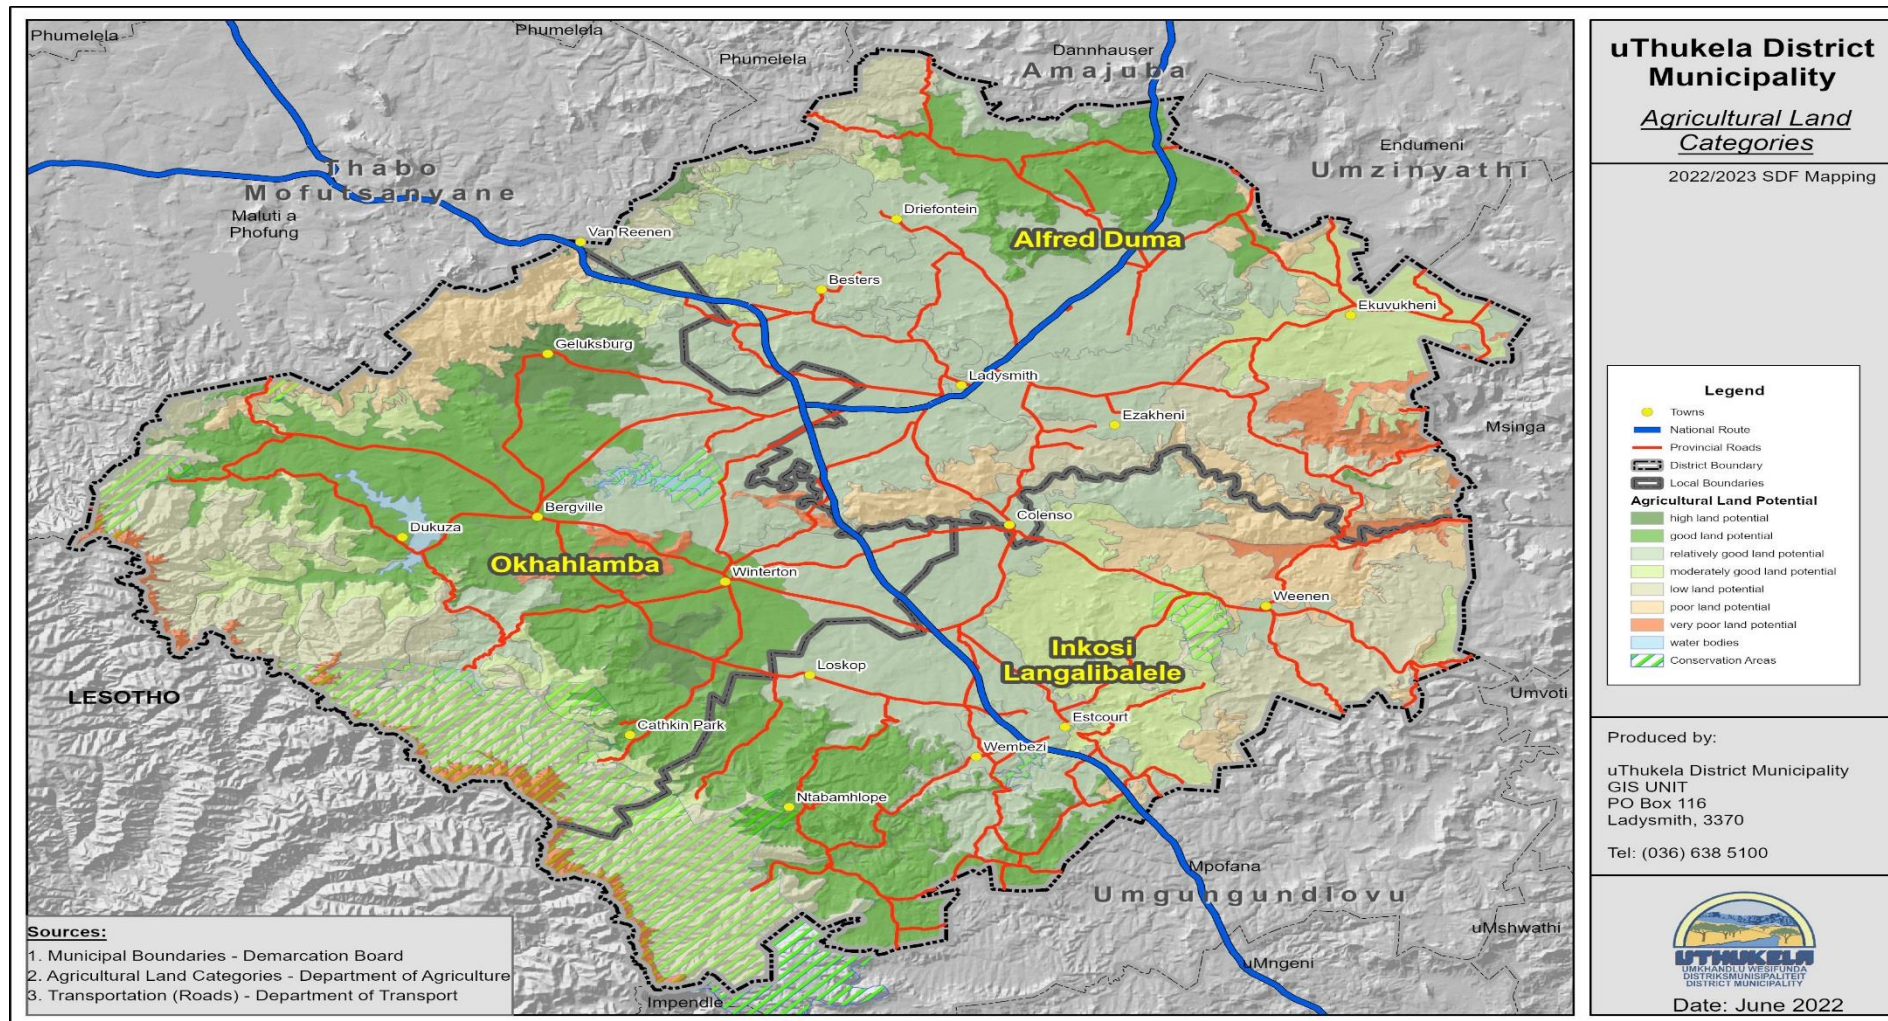 Phumelela
Phumelela
Phumelela
Dannhauser
Amajuba
Endumeni
Umzinyathi
Thabo
Mofutsanyane
Maluti a
Phofung
Van Reenen
Driefontein
Alfred Duma
Besters
Ekuvukheni
Geluksburg
Ladysmith
Ezakheni
Msinga
Bergville
Dukuza
Colenso
Okhahlamba
Winterton
Weenen
Inkosi
Langalibalele
Loskop
LESOTHO
Umvoti
Cathkin Park
Estcourt
Wembezi
Ntabamhlope
Mpofana
Umgungundlovu
uMshwathi
uMngeni
Impendle
Sources:
1. Municipal Boundaries - Demarcation Board
2. Agricultural Land Categories - Department of Agriculture
3. Transportation (Roads) - Department of Transport
uThukela District
Municipality
Agricultural Land
Categories
2022/2023 SDF Mapping
Legend
Towns
National Route
Provincial Roads
District Boundary
Local Boundaries
Agricultural Land Potential
high land potential
good land potential
relatively good land potential
moderately good land potential
low land potential
poor land potential
very poor land potential
water bodies
Conservation Areas
Produced by:
uThukela District Municipality
GIS UNIT
PO Box 116
Ladysmith, 3370
Tel: (036) 638 5100
UTHUKELA
UMKHANDLU WESIFUNDA
DISTRIKSMUNISIPALITEIT
DISTRICT MUNICIPALITY
Date: June 2022